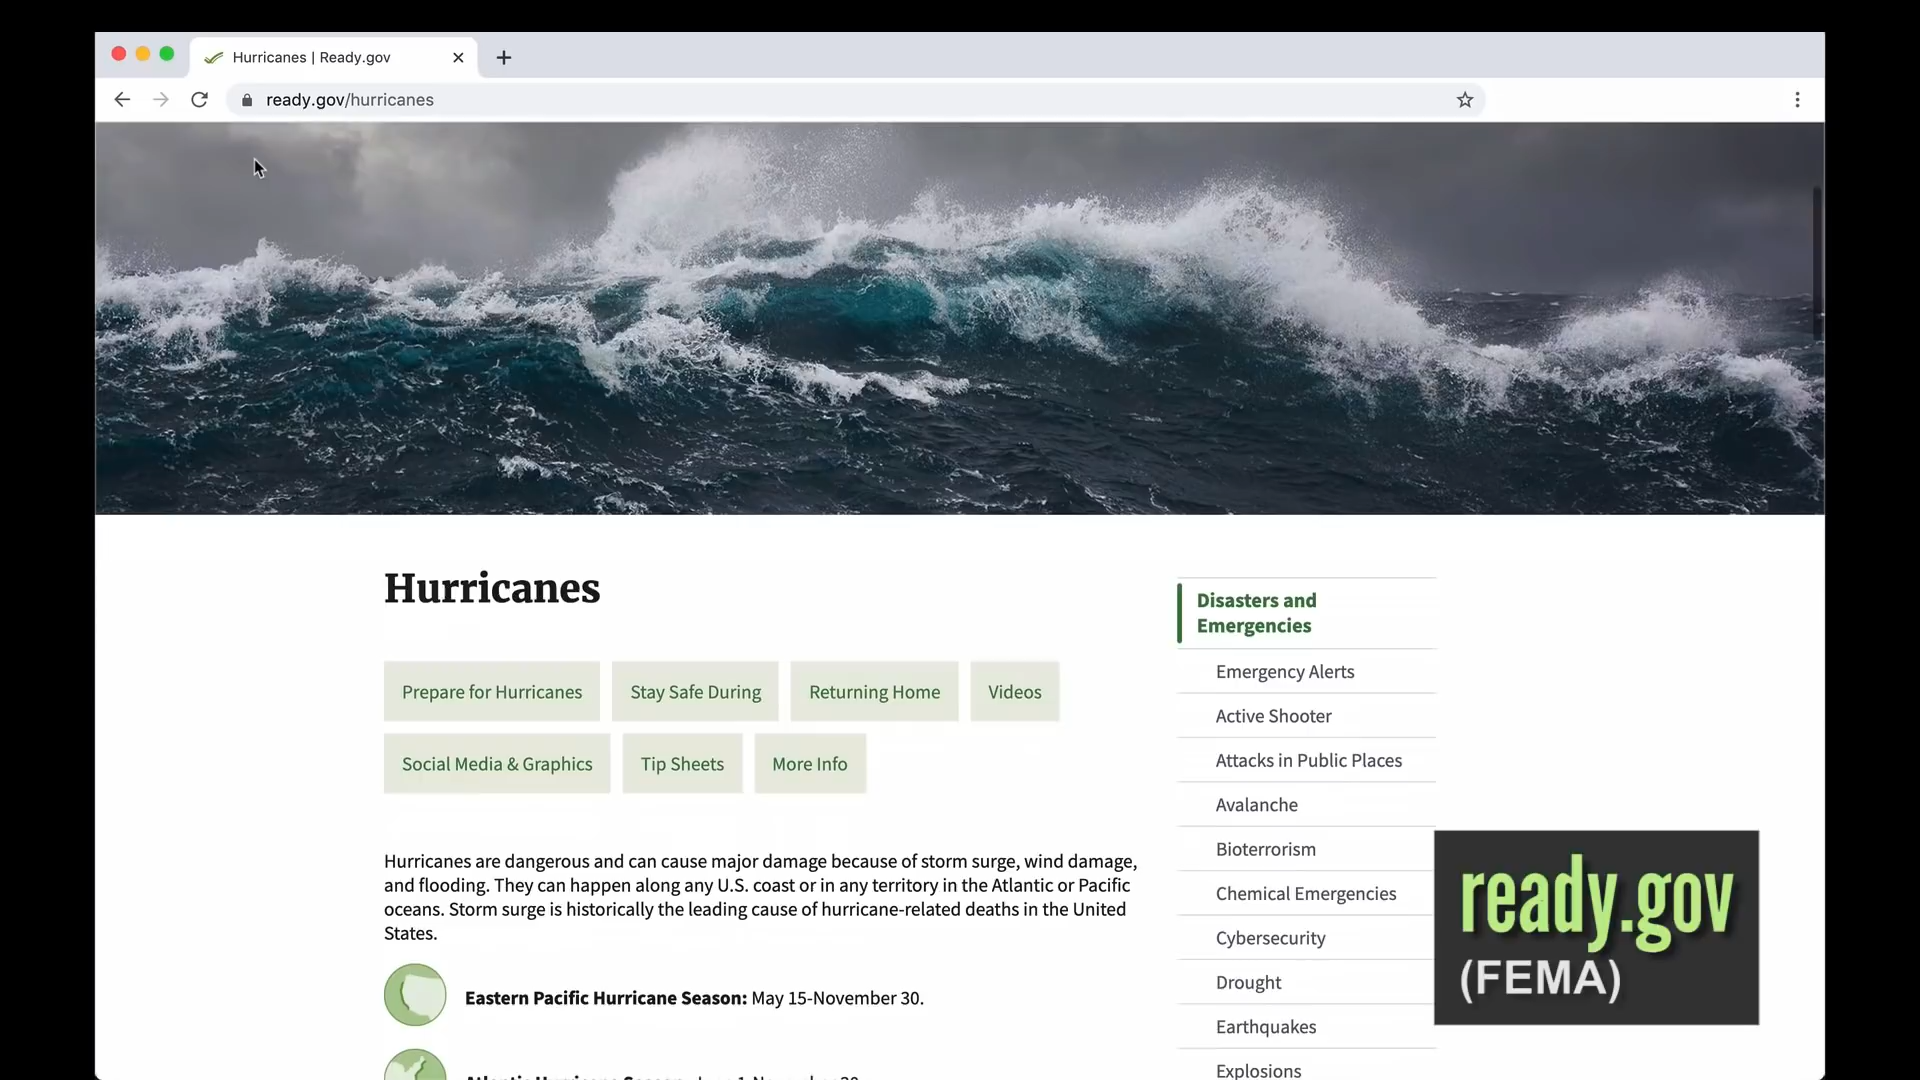 Hurricanes | Ready.gov
ready.gov/hurricanes
Hurricanes
Prepare for Hurricanes
Stay Safe During
Returning Home
Videos
Social Media & Graphics
Tip Sheets
More Info
Hurricanes are dangerous and can cause major damage because of storm surge, wind damage,
and flooding. They can happen along any U.S. coast or in any territory in the Atlantic or Pacific
oceans. Storm surge is historically the leading cause of hurricane-related deaths in the United
States.
Eastern Pacific Hurricane Season: May 15-November 30.
Disasters and
Emergencies
Emergency Alerts
Active Shooter
Attacks in Public Places
Avalanche
Bioterrorism
Chemical Emergencies
Cybersecurity
Drought
Earthquakes
Explosions
ready.gov
(FEMA)